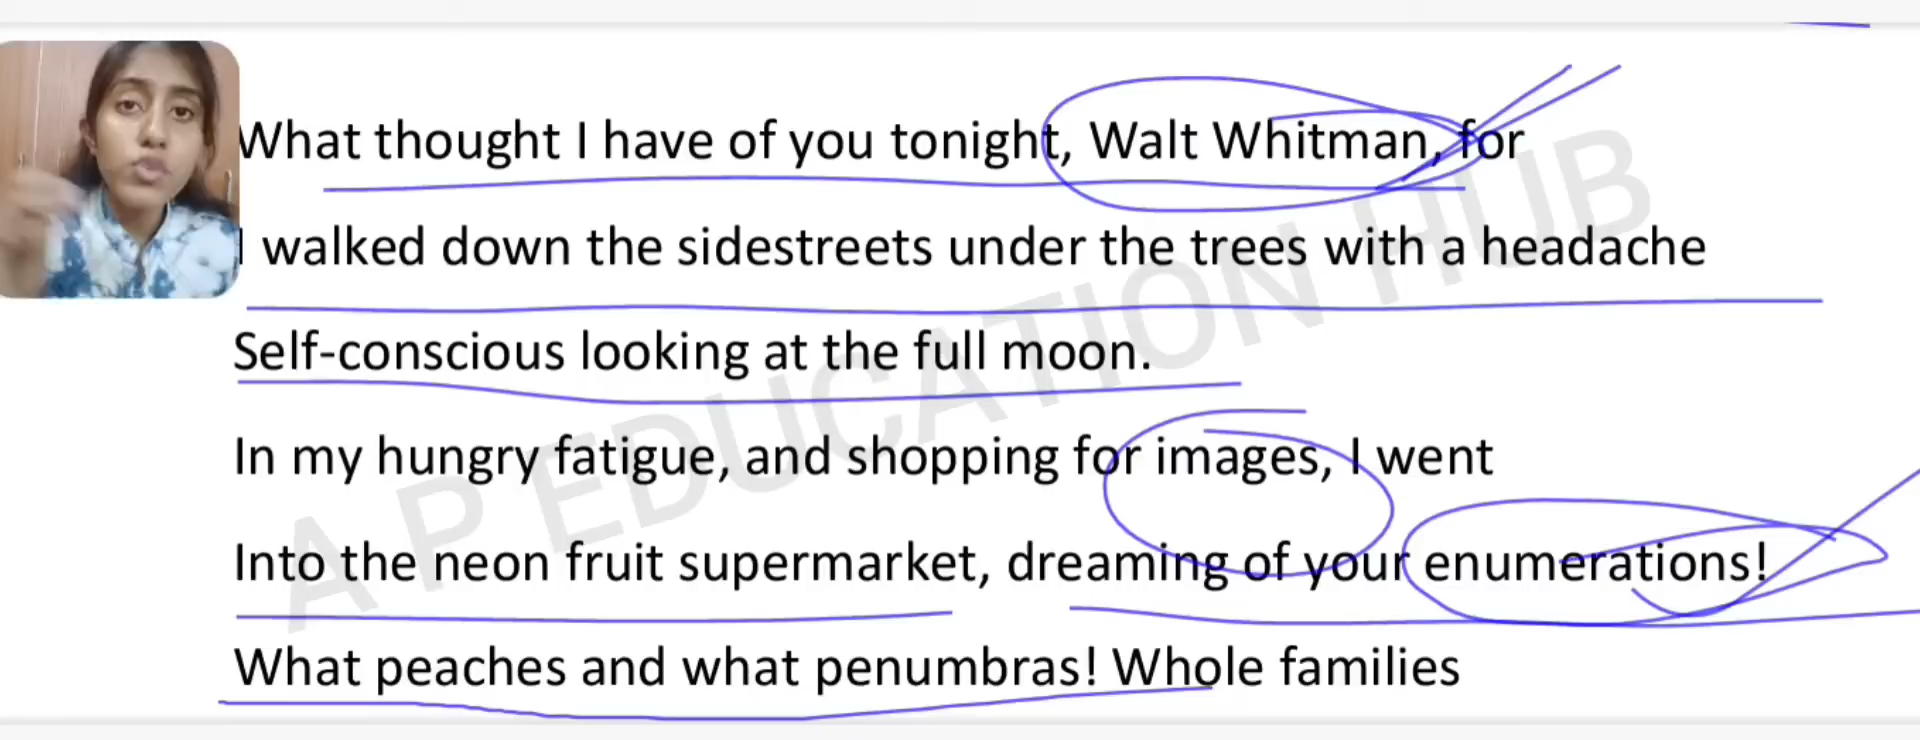 What thought I have of you tonight, Walt Whitman, for
I walked down the sidestreets under the trees with a headache
Self-conscious looking at the full moon.
In my hungry fatigue, and shopping for images, I went
Into the neon fruit supermarket, dreaming of your enumerations!
What peaches and what penumbras! Whole families
A P EDUCATION HUB